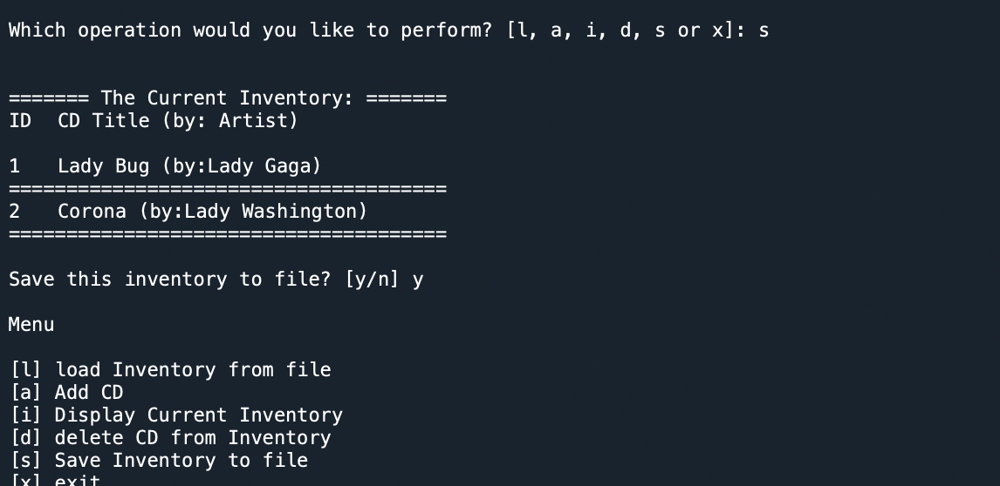 Which operation would you like to perform? [l, a, i, d, s or x]: s
======= The Current Inventory: =======
ID  CD Title (by: Artist)
1   Lady Bug (by:Lady Gaga)
======================================
2   Corona (by:Lady Washington)
======================================
Save this inventory to file? [y/n] y
Menu
[l] load Inventory from file
[a] Add CD
[i] Display Current Inventory
[d] delete CD from Inventory
[s] Save Inventory to file
[x] exit